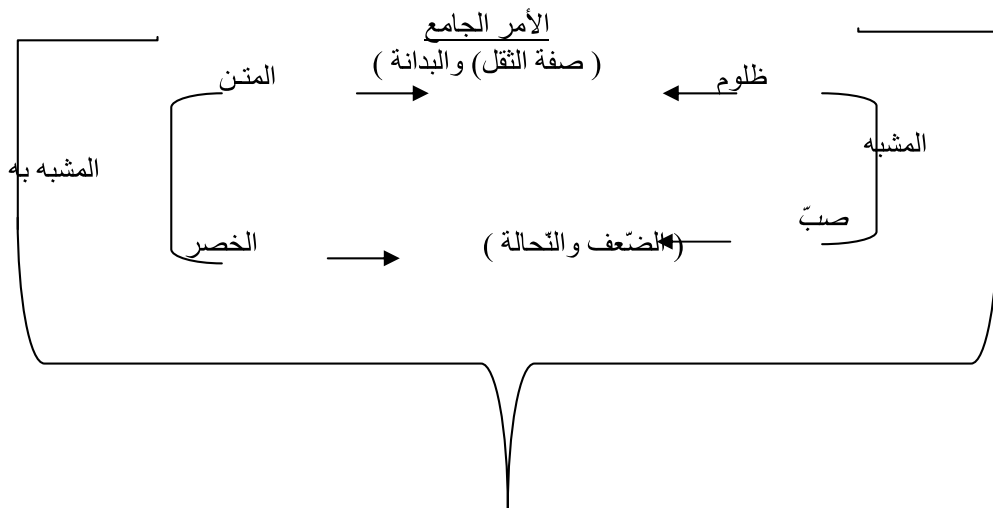 الأمر الجامع
ظلوم
( صفة الثقل) والبدانة )
المتن
المشبه
المشبه به
صبّ
( الضّعف والنّحالة )
الخصر